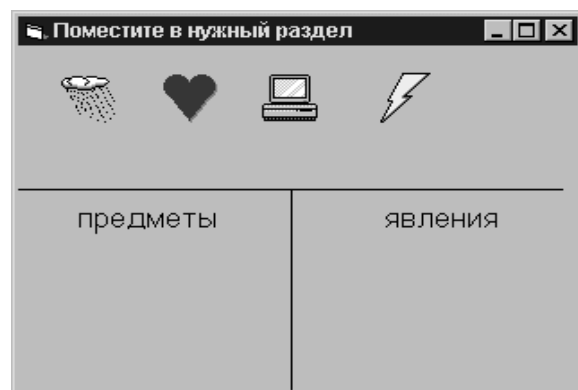 Поместите в нужный раздел
предметы
явления